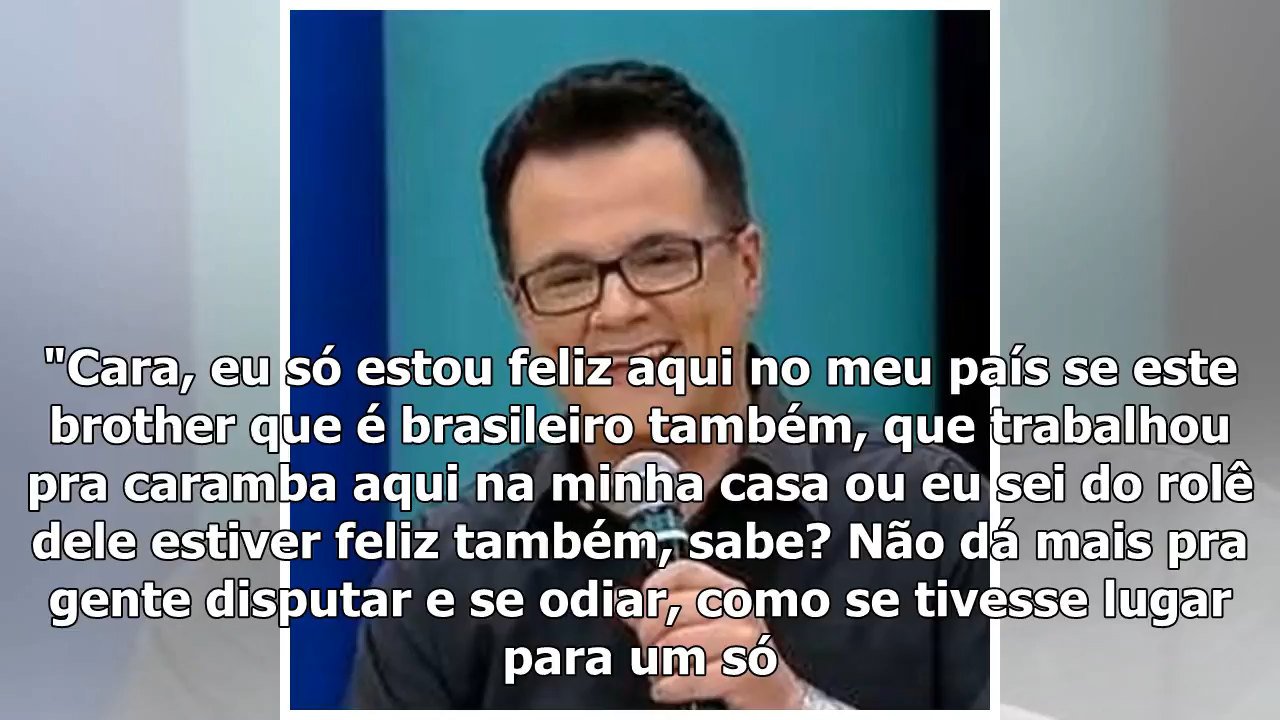 "Cara, eu só estou feliz aqui no meu país se este
brother que é brasileiro também, que trabalhou
pra caramba aqui na minha casa ou eu sei do rolê
dele estiver feliz também, sabe? Não dá mais pra
gente disputar e se odiar, como se tivesse lugar
para um só